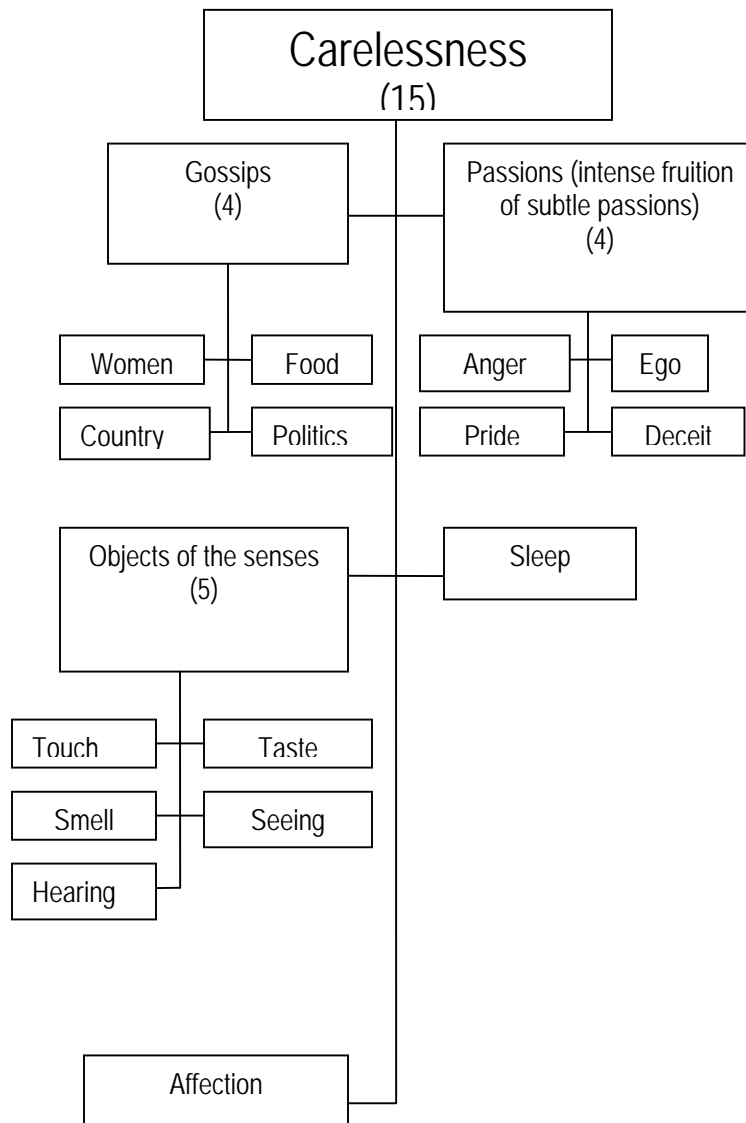 Carelessness
(15)
Gossips
(4)
Passions (intense fruition
of subtle passions)
(4)
Women
Food
Country
Politics
Anger
Ego
Pride
Deceit
Objects of the senses
(5)
Sleep
Touch
Taste
Smell
Seeing
Hearing
Affection